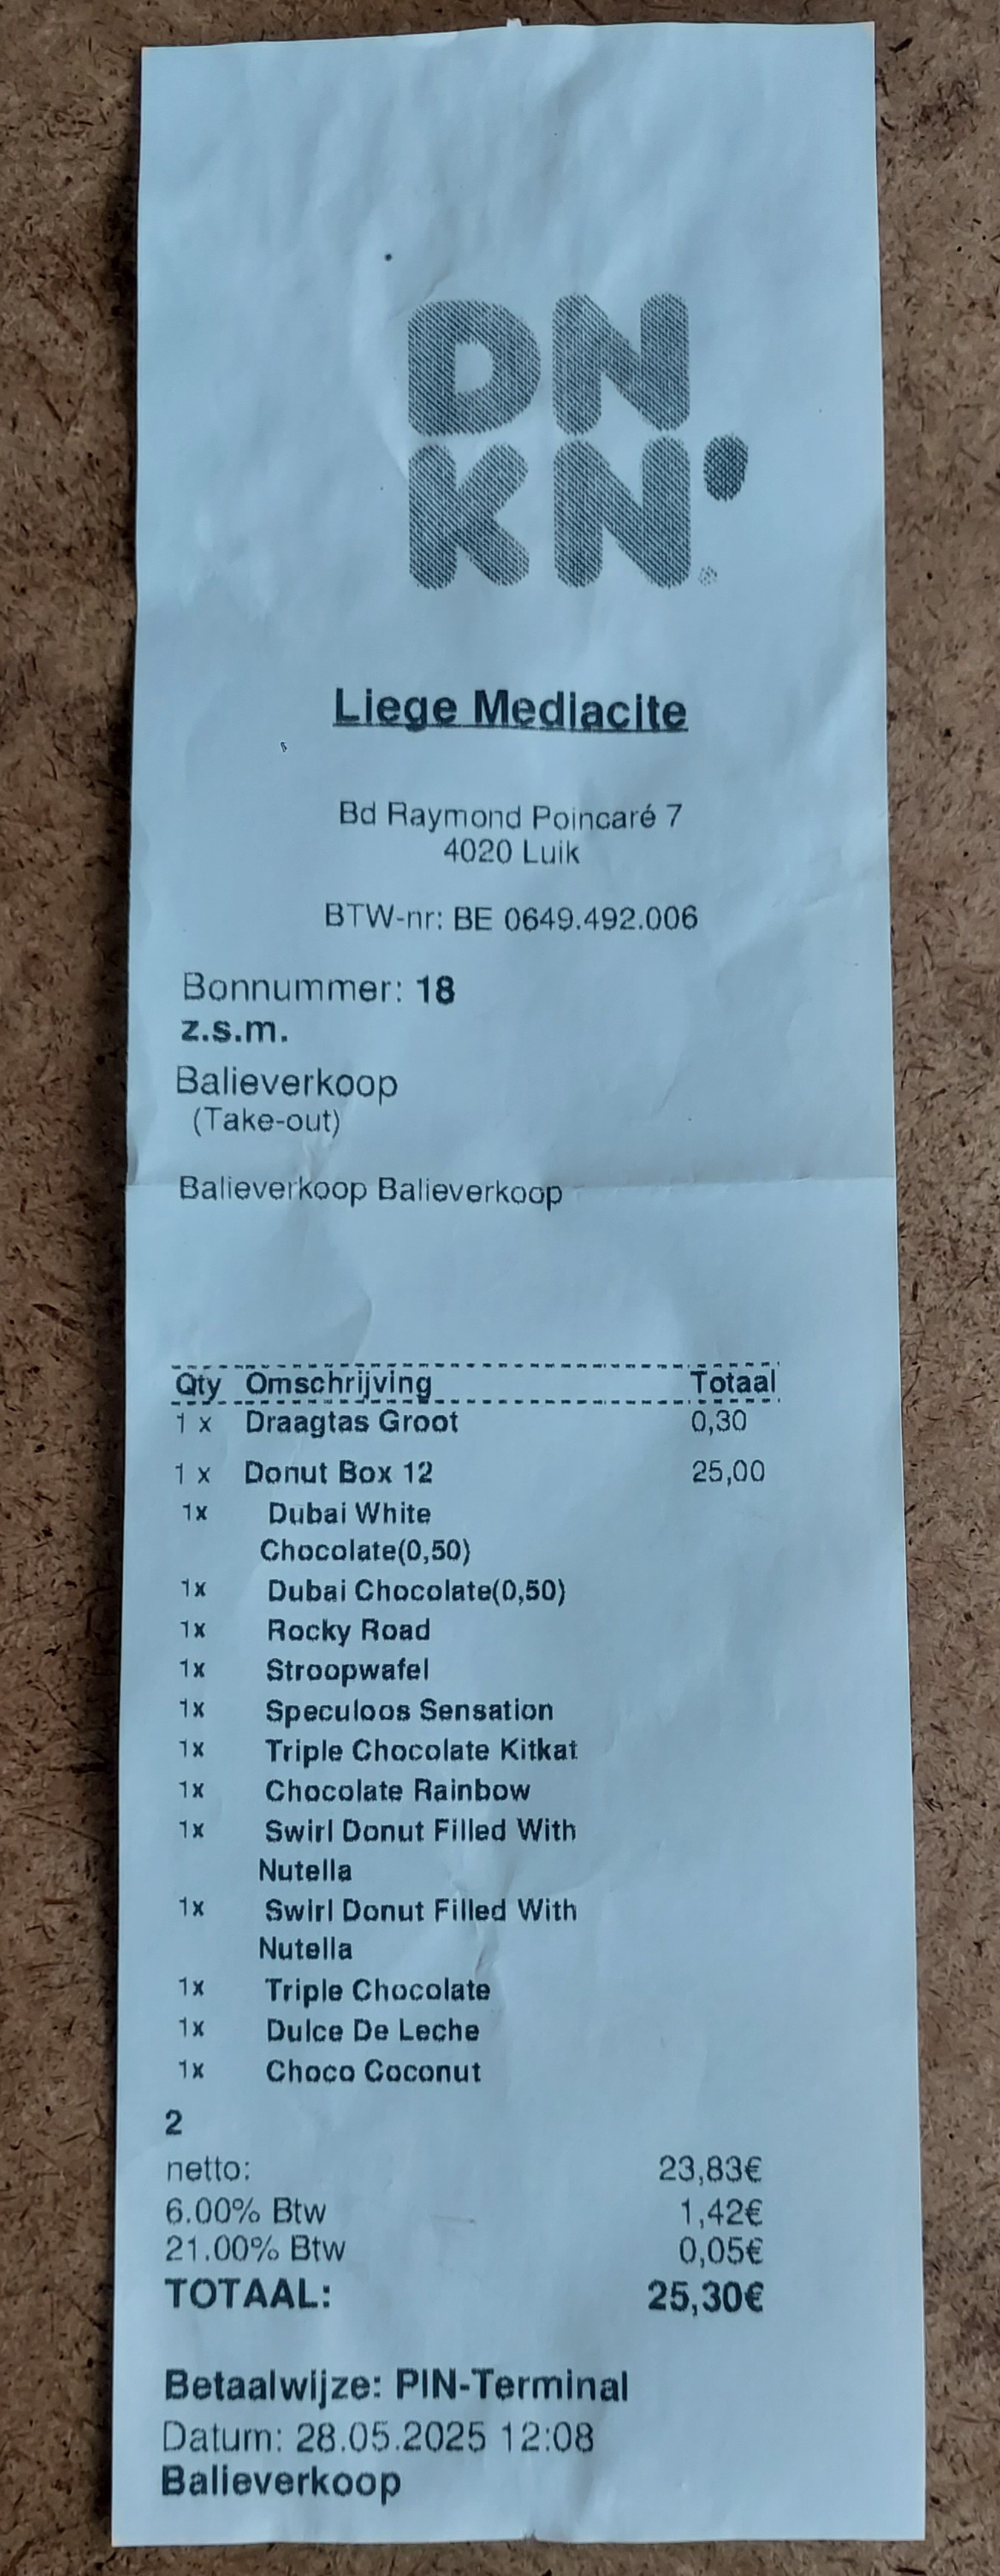 DN
KN'
Liege Mediacite
Bd Raymond Poincaré 7
4020 Luik
BTW-nr: BE 0649.492.006
Bonnummer: 18
z.s.m.
Balieverkoop
(Take-out)
Balieverkoop Balieverkoop
Qty Omschrijving Totaal
1 x Draagtas Groot 0,30
1 x Donut Box 12 25,00
1x Dubai White
Chocolate(0,50)
1x Dubai Chocolate(0,50)
1x Rocky Road
1x Stroopwafel
1x Speculoos Sensation
1x Triple Chocolate Kitkat
1x Chocolate Rainbow
1x Swirl Donut Filled With
Nutella
1x Swirl Donut Filled With
Nutella
1x Triple Chocolate
1x Dulce De Leche
1x Choco Coconut
2
netto: 23,83€
6.00% Btw 1,42€
21.00% Btw 0,05€
TOTAAL: 25,30€
Betaalwijze: PIN-Terminal
Datum: 28.05.2025 12:08
Balieverkoop